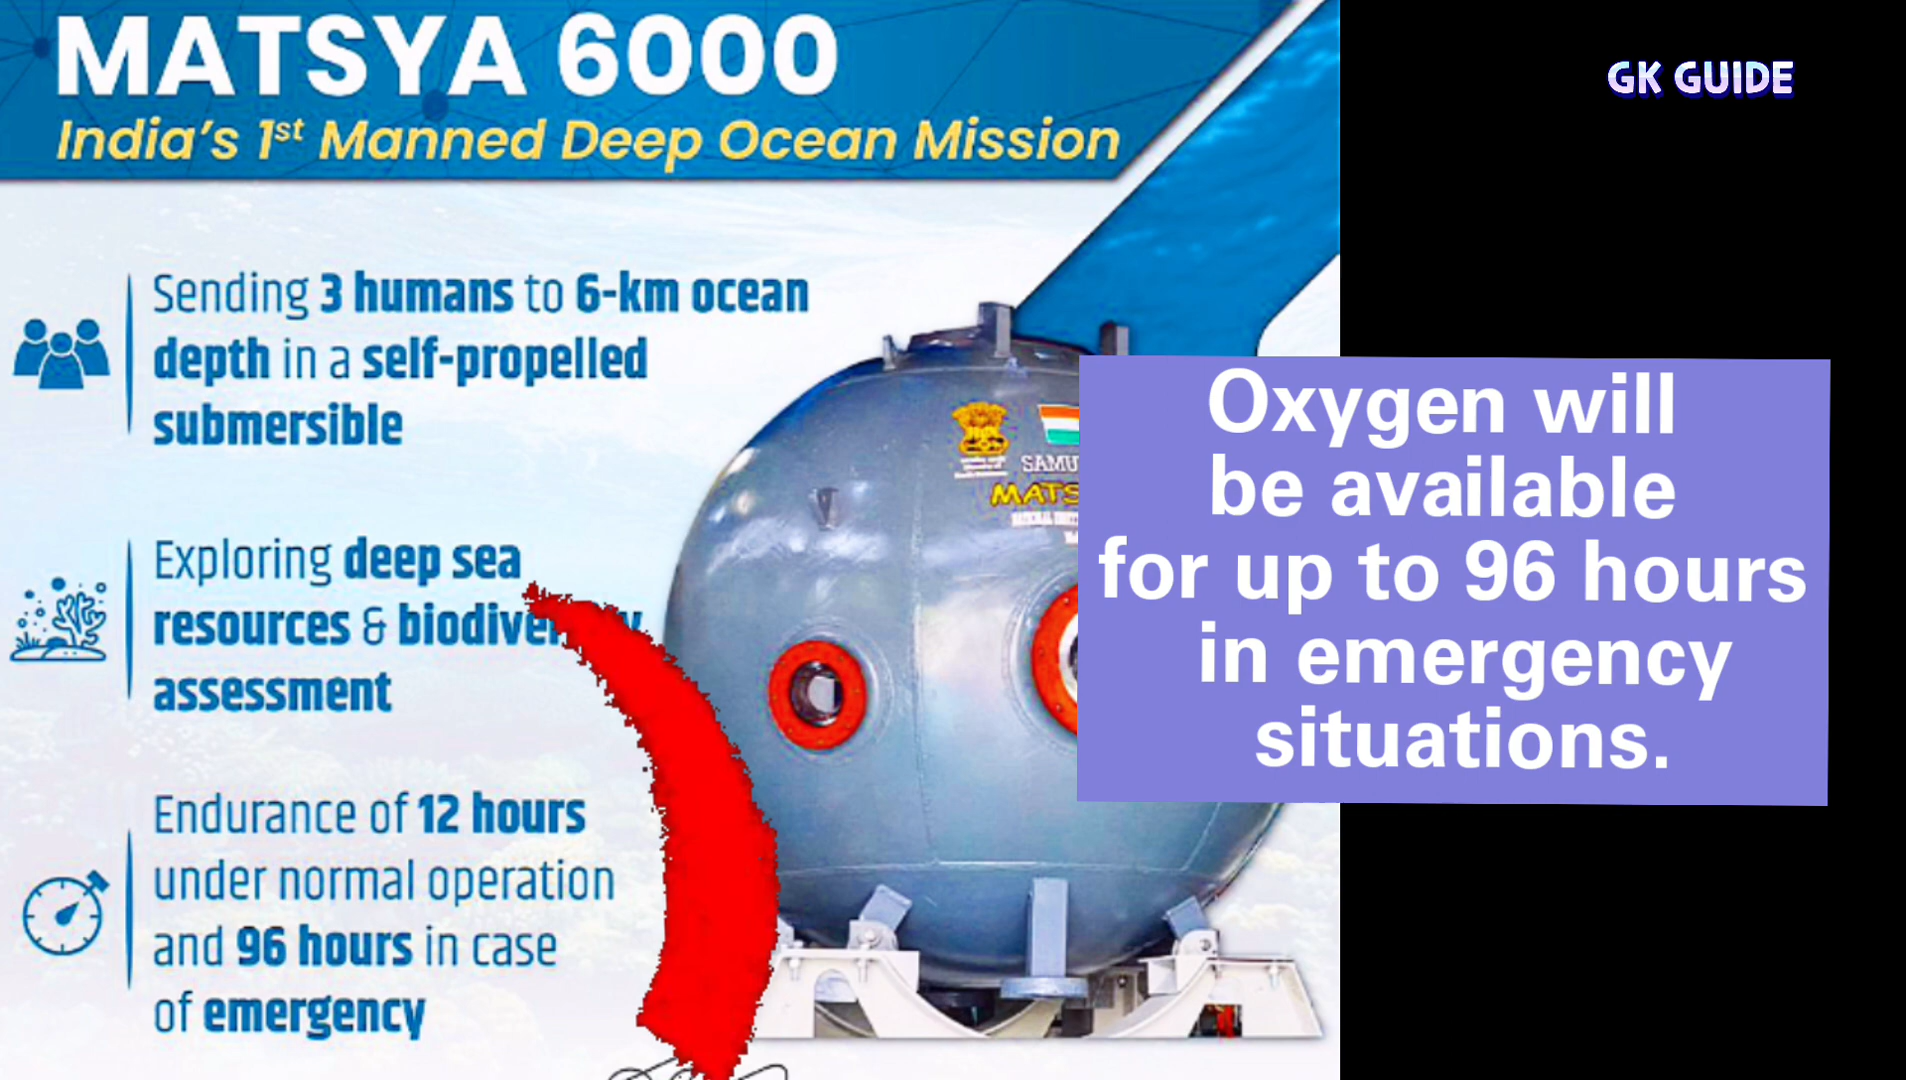 MATSYA 6000
India's 1st Manned Deep Ocean Mission
GK GUIDE
Sending 3 humans to 6-km ocean
depth in a self-propelled
submersible
Exploring deep sea
resources &
assessment
Endurance of 12 hours
under normal operation
and 96 hours in case
of emergency
SAMU
MATS
Oxygen will
be available
for up to 96 hours
in emergency
situations.